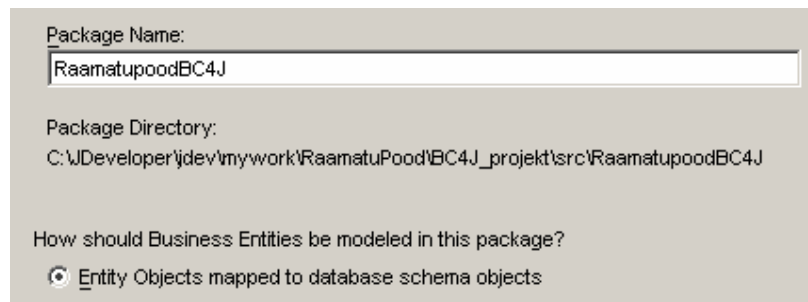 Package Name:
RaamatupoodBC4J
Package Directory:
C:\JDeveloper\jdev\mywork\RaamatuPood\BC4J_projekt\src\RaamatupoodBC4J
How should Business Entities be modeled in this package?
Entity Objects mapped to database schema objects